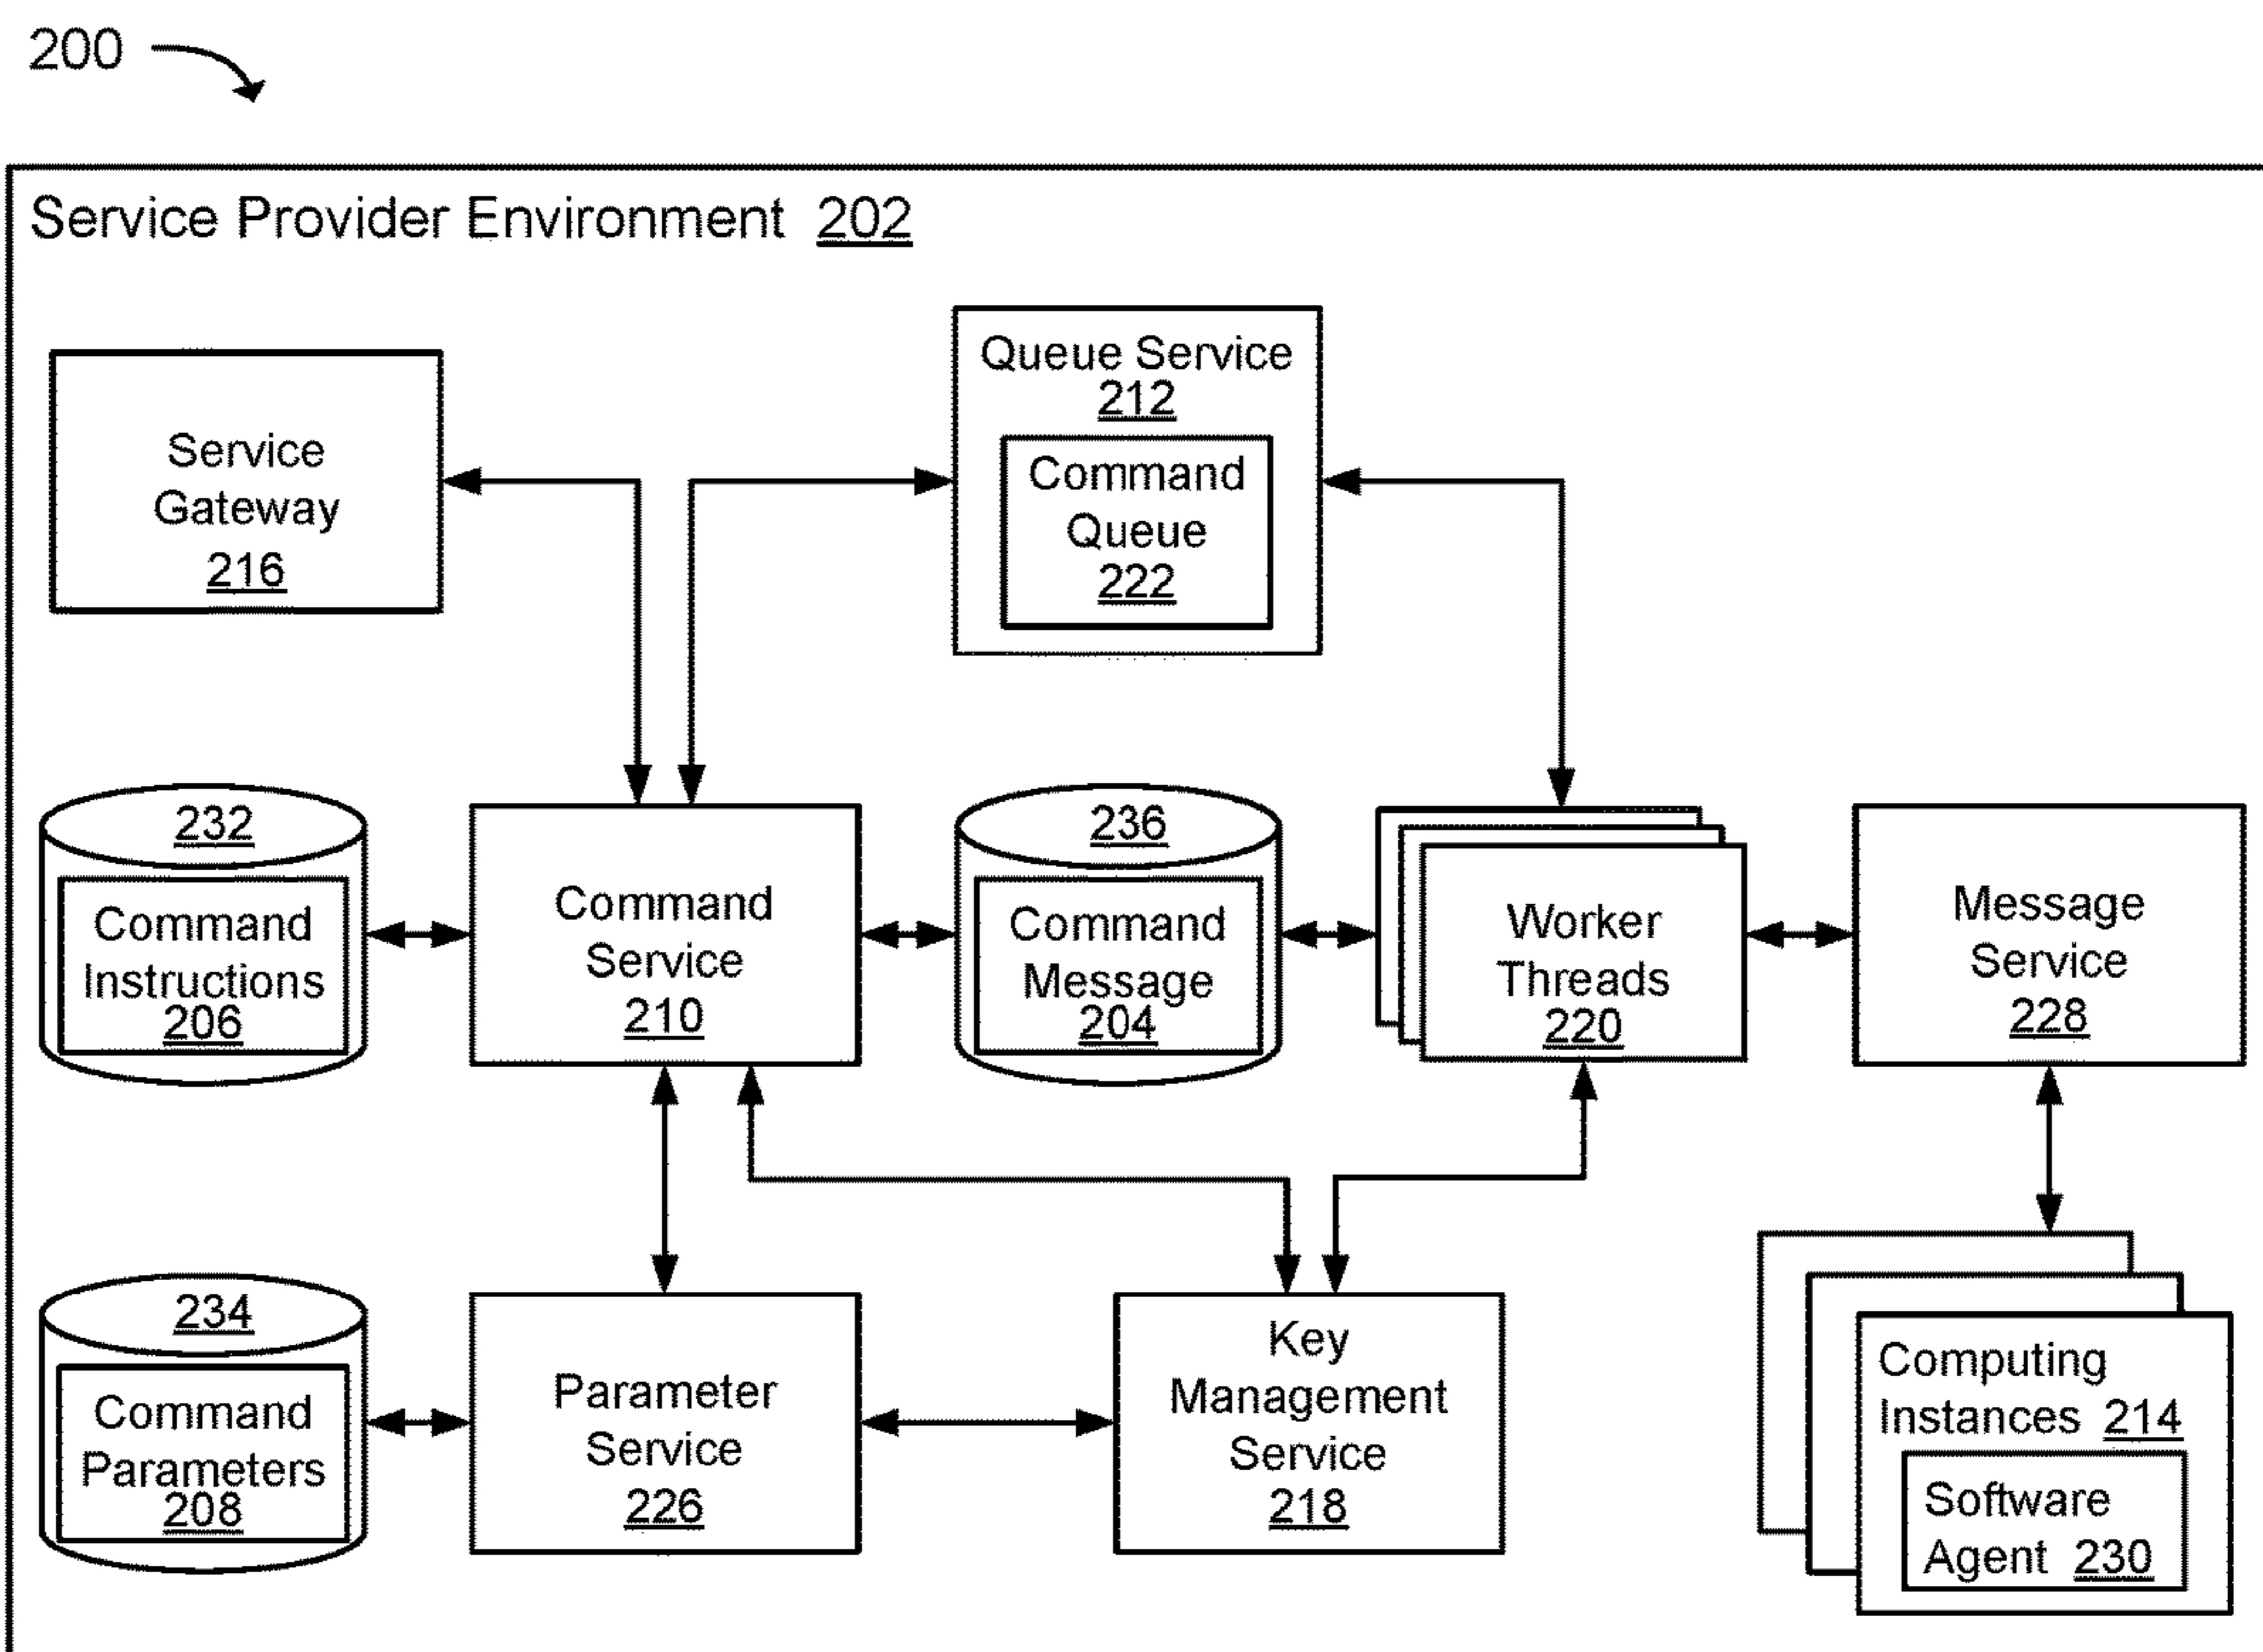 200
Service Provider Environment 202
Service
Gateway
216
Queue Service
212
Command
Queue
222
232
Command
Instructions
206
Command
Service
210
236
Command
Message
204
Worker
Threads
220
Message
Service
228
234
Command
Parameters
208
Parameter
Service
226
Key
Management
Service
218
Computing
Instances 214
Software
Agent 230